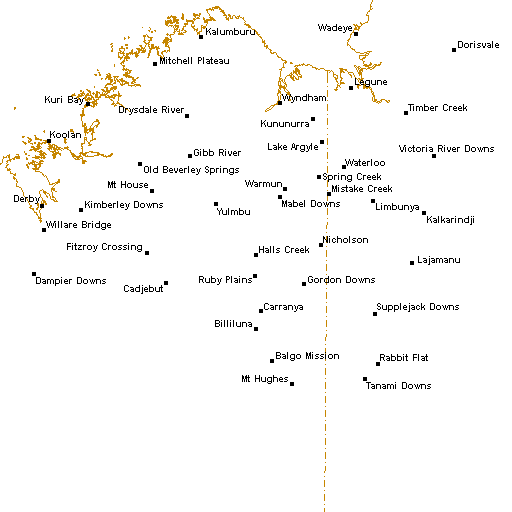 Wadeye
Kalumburu
Dorisvale
Mitchell Plateau
Legune
Kuri Bay
Wyndham
Drysdale River
Timber Creek
Kununurra
Koolan
Lake Argyle
Gibb River
Victoria River Downs
Old Beverley Springs
Waterloo
Spring Creek
Mt House
Warmun
Mistake Creek
Derby
Kimberley Downs
Yulmbu
Mabel Downs
Limbunya
Kalkarindji
Willare Bridge
Fitzroy Crossing
Halls Creek
Nicholson
Lajamanu
Dampier Downs
Cadjebut
Ruby Plains
Gordon Downs
Carranya
Supplejack Downs
Billiluna
Balgo Mission
Rabbit Flat
Mt Hughes
Tanami Downs